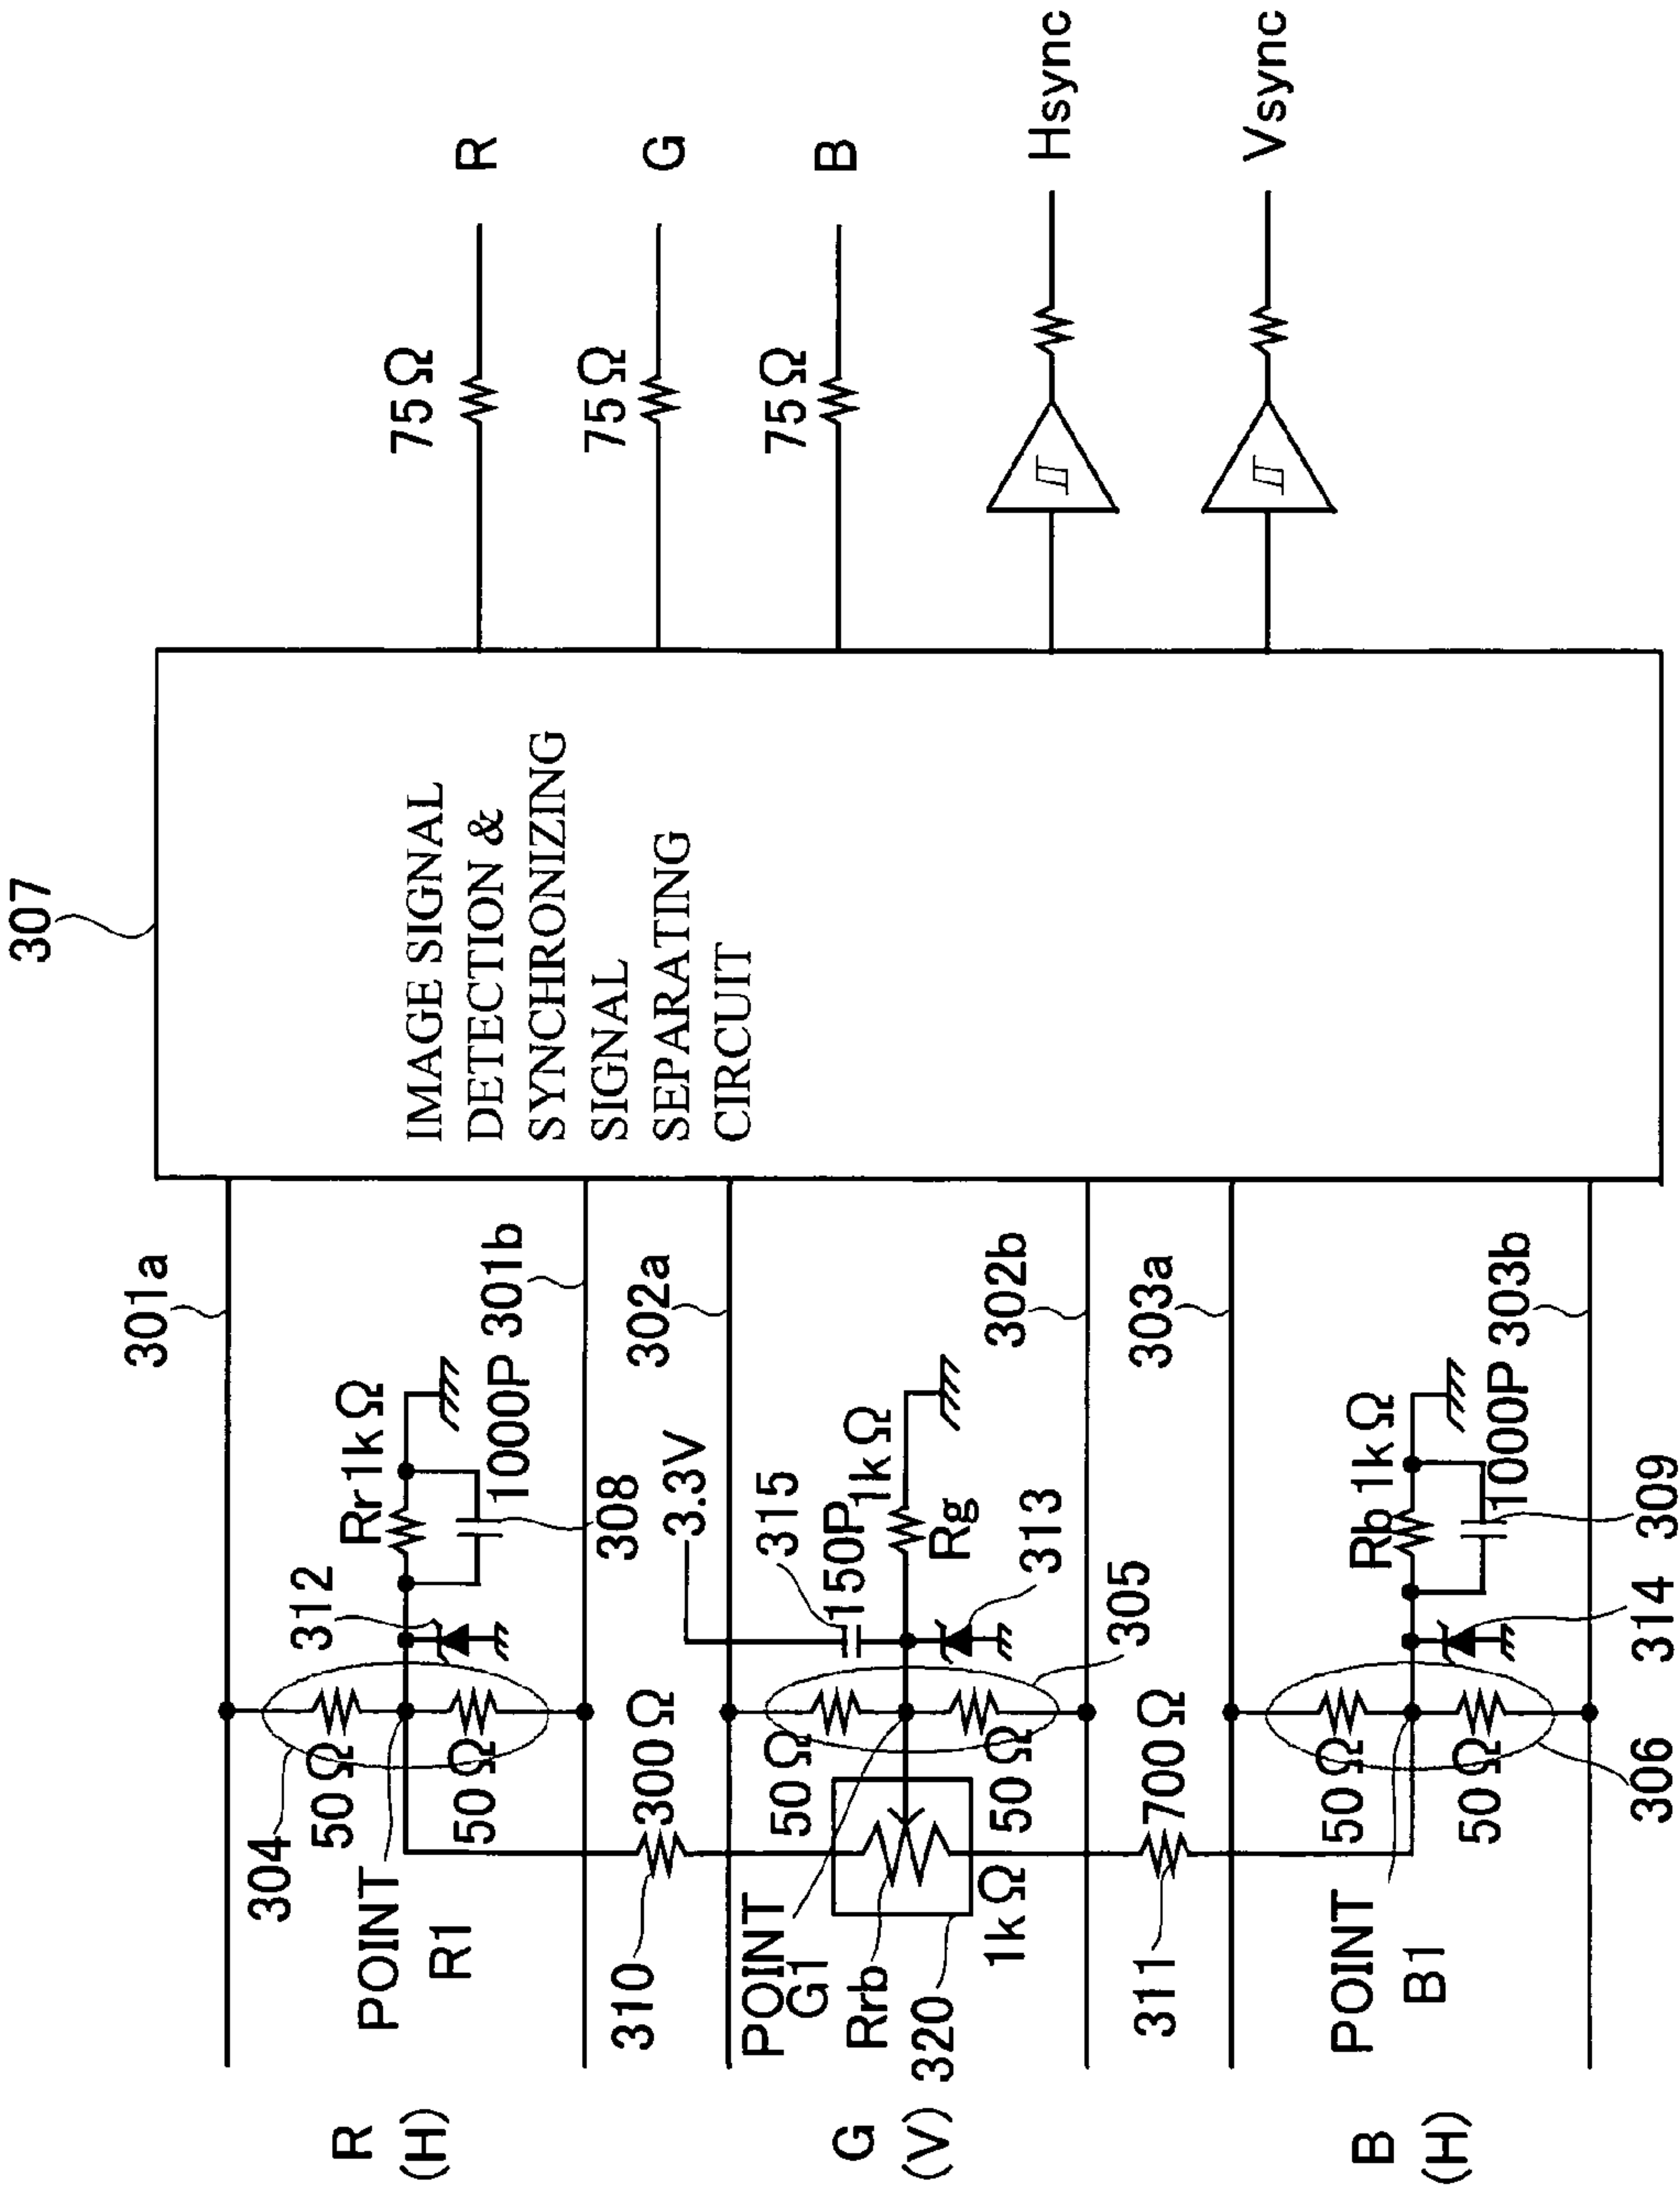 307
IMAGE SIGNAL
DETECTION &
SYNCHRONIZING
SIGNAL
SEPARATING
CIRCUIT
75Ω
R
75Ω
G
75Ω
B
Hsync
Vsync
301a
301b
302a
302b
303a
303b
R
(H)
304
50Ω
50Ω
POINT
R1
312
Rr 1kΩ
1000P
308
310
300Ω
3.3V
315
150P
1kΩ
Rg
313
305
G
(V)
50Ω
50Ω
POINT
G1
Rrb
320
1kΩ
311
700Ω
B
(H)
POINT
B1
50Ω
50Ω
306
Rb 1kΩ
1000P
309
314